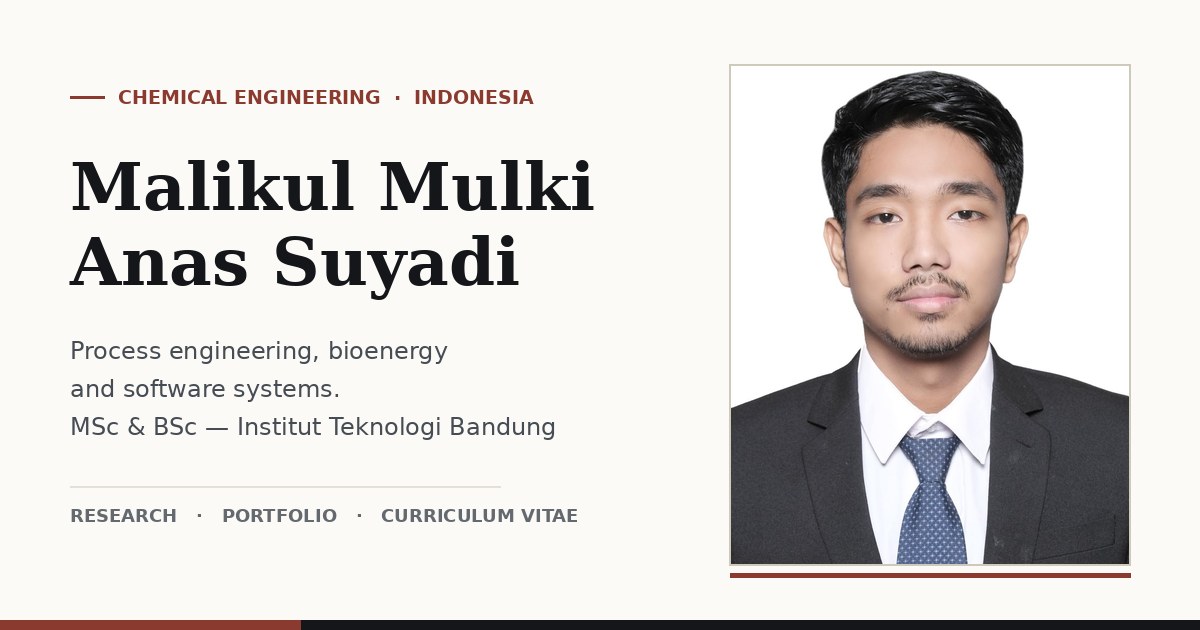 CHEMICAL ENGINEERING · INDONESIA
Malikul Mulki
Anas Suyadi
Process engineering, bioenergy
and software systems.
MSc & BSc — Institut Teknologi Bandung
RESEARCH · PORTFOLIO · CURRICULUM VITAE